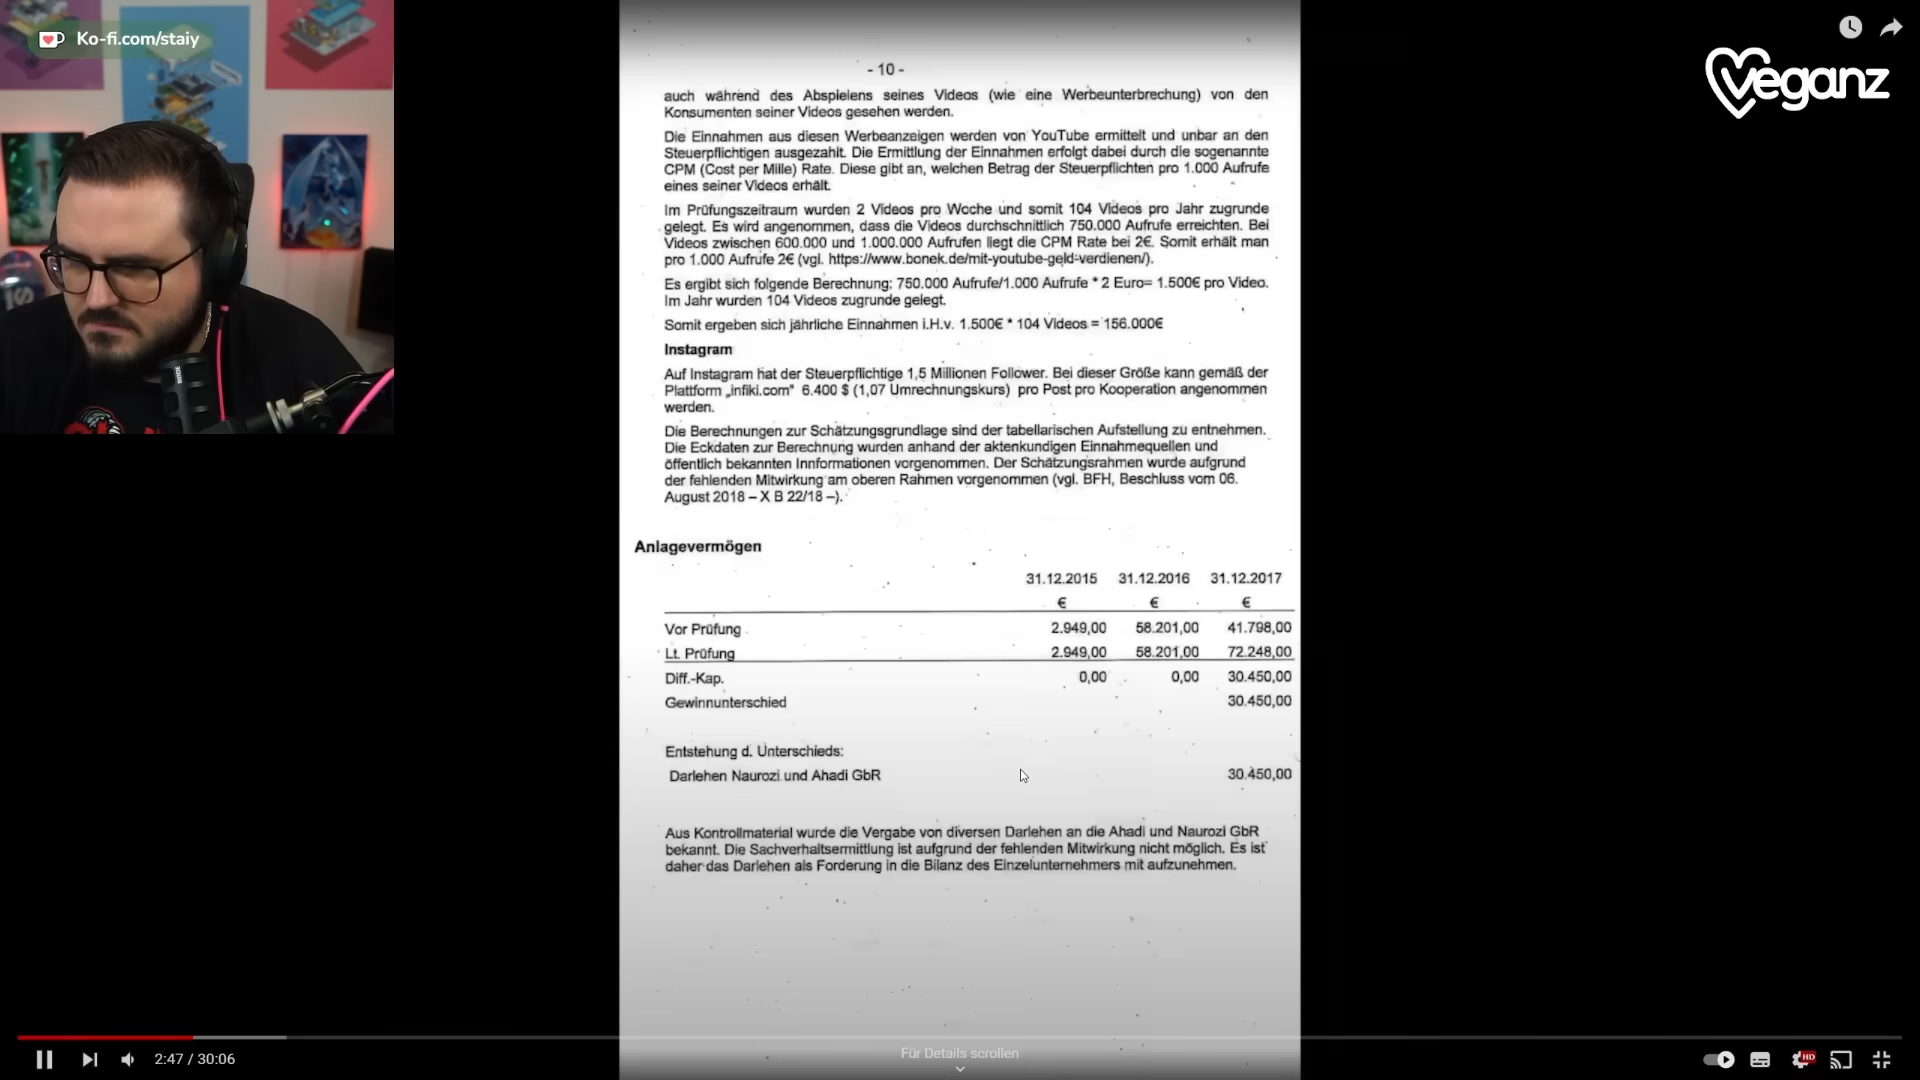 Ko-fi.com/staiy
Veganz
- 10 -
auch während des Abspielens seines Videos (wie eine Werbeunterbrechung) von den
Konsumenten seiner Videos gesehen werden.
Die Einnahmen aus diesen Werbeanzeigen werden von YouTube ermittelt und unbar an den
Steuerpflichtigen ausgezahlt. Die Ermittlung der Einnahmen erfolgt dabei durch die sogenannte
CPM (Cost per Mille) Rate. Diese gibt an, welchen Betrag der Steuerpflichten pro 1.000 Aufrufe
eines seiner Videos erhält.
Im Prüfungszeitraum wurden 2 Videos pro Woche und somit 104 Videos pro Jahr zugrunde
gelegt. Es wird angenommen, dass die Videos durchschnittlich 750.000 Aufrufe erreichten. Bei
Videos zwischen 600.000 und 1.000.000 Aufrufen liegt die CPM Rate bei 2€. Somit erhält man
pro 1.000 Aufrufe 2€ (vgl. https://www.bonek.de/mit-youtube-geld-verdienen/).
Es ergibt sich folgende Berechnung: 750.000 Aufrufe/1.000 Aufrufe * 2 Euro= 1.500€ pro Video.
Im Jahr wurden 104 Videos zugrunde gelegt.
Somit ergeben sich jährliche Einnahmen i.H.v. 1.500€ * 104 Videos = 156.000€
Instagram
Auf Instagram hat der Steuerpflichtige 1,5 Millionen Follower. Bei dieser Größe kann gemäß der
Plattform „infiki.com“ 6.400 $ (1,07 Umrechnungskurs) pro Post pro Kooperation angenommen
werden.
Die Berechnungen zur Schätzungsgrundlage sind der tabellarischen Aufstellung zu entnehmen.
Die Eckdaten zur Berechnung wurden anhand der aktenkundigen Einnahmequellen und
öffentlich bekannten Innformationen vorgenommen. Der Schätzungsrahmen wurde aufgrund
der fehlenden Mitwirkung am oberen Rahmen vorgenommen (vgl. BFH, Beschluss vom 06.
August 2018 – X B 22/18 –).
Anlagevermögen
31.12.2015 31.12.2016 31.12.2017
€ € €
Vor Prüfung 2.949,00 58.201,00 41.798,00
Lt. Prüfung 2.949,00 58.201,00 72.248,00
Diff.-Kap. 0,00 0,00 30.450,00
Gewinnunterschied 30.450,00
Entstehung d. Unterschieds:
Darlehen Naurozi und Ahadi GbR 30.450,00
Aus Kontrollmaterial wurde die Vergabe von diversen Darlehen an die Ahadi und Naurozi GbR
bekannt. Die Sachverhaltsermittlung ist aufgrund der fehlenden Mitwirkung nicht möglich. Es ist
daher das Darlehen als Forderung in die Bilanz des Einzelunternehmers mit aufzunehmen.
2:47 / 30:06
Für Details scrollen
HD